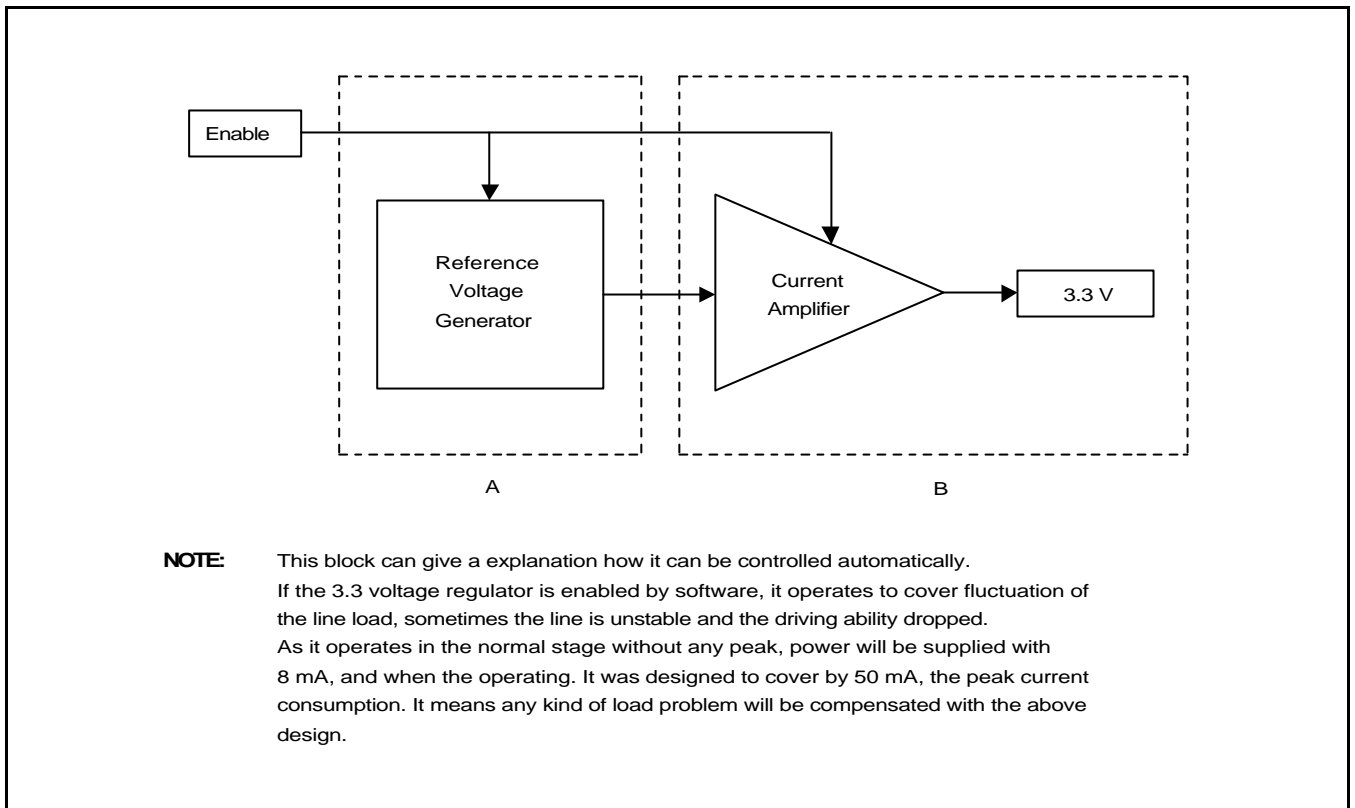 Enable
Reference
Voltage
Generator
Current
Amplifier
3.3 V
A
B
NOTE: This block can give a explanation how it can be controlled automatically.
If the 3.3 voltage regulator is enabled by software, it operates to cover fluctuation of
the line load, sometimes the line is unstable and the driving ability dropped.
As it operates in the normal stage without any peak, power will be supplied with
8 mA, and when the operating. It was designed to cover by 50 mA, the peak current
consumption. It means any kind of load problem will be compensated with the above
design.